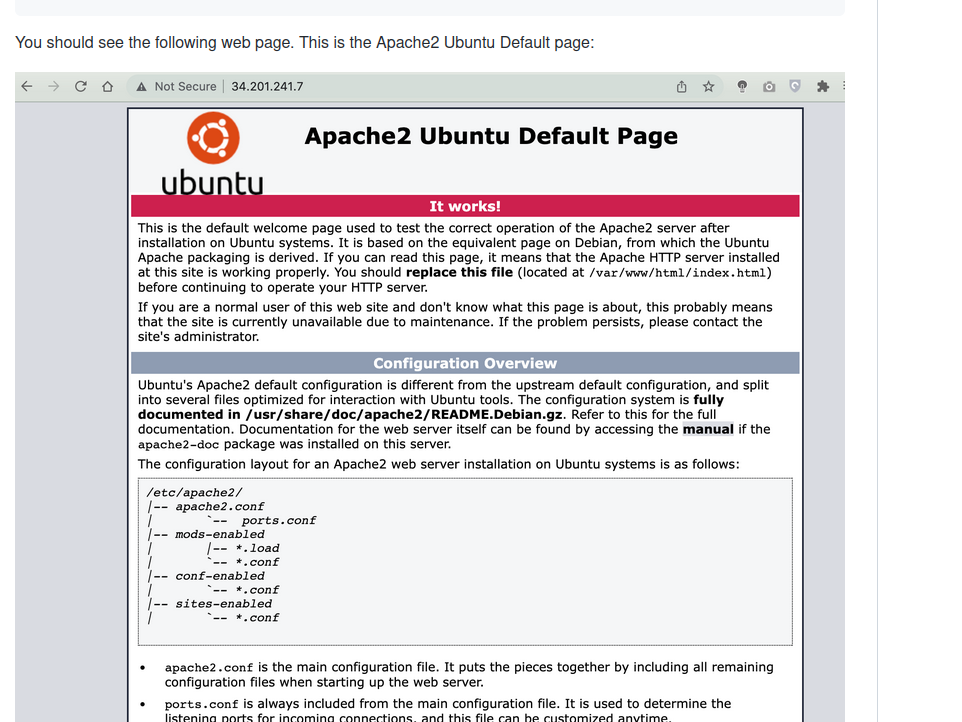 You should see the following web page. This is the Apache2 Ubuntu Default page:
Not Secure | 34.201.241.7
Apache2 Ubuntu Default Page
ubuntu
It works!
This is the default welcome page used to test the correct operation of the Apache2 server after
installation on Ubuntu systems. It is based on the equivalent page on Debian, from which the Ubuntu
Apache packaging is derived. If you can read this page, it means that the Apache HTTP server installed
at this site is working properly. You should replace this file (located at /var/www/html/index.html)
before continuing to operate your HTTP server.
If you are a normal user of this web site and don't know what this page is about, this probably means
that the site is currently unavailable due to maintenance. If the problem persists, please contact the
site's administrator.
Configuration Overview
Ubuntu's Apache2 default configuration is different from the upstream default configuration, and split
into several files optimized for interaction with Ubuntu tools. The configuration system is fully
documented in /usr/share/doc/apache2/README.Debian.gz. Refer to this for the full
documentation. Documentation for the web server itself can be found by accessing the manual if the
apache2-doc package was installed on this server.
The configuration layout for an Apache2 web server installation on Ubuntu systems is as follows:
/etc/apache2/
|-- apache2.conf
|       `--  ports.conf
|-- mods-enabled
|       |-- *.load
|       `-- *.conf
|-- conf-enabled
|       `-- *.conf
|-- sites-enabled
|       `-- *.conf
• apache2.conf is the main configuration file. It puts the pieces together by including all remaining
configuration files when starting up the web server.
• ports.conf is always included from the main configuration file. It is used to determine the
listening ports for incoming connections, and this file can be customized anytime.